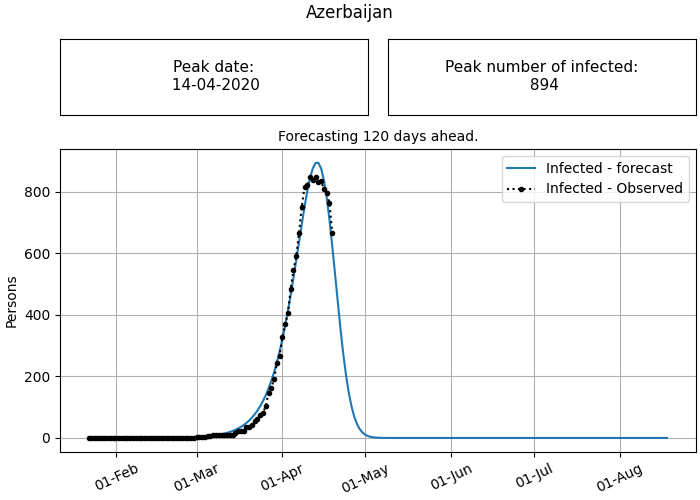 Azerbaijan
Peak date:
14-04-2020
Peak number of infected:
894
Forecasting 120 days ahead.
Infected - forecast
Infected - Observed
Persons
800
600
400
200
0
01-Feb
01-Mar
01-Apr
01-May
01-Jun
01-Jul
01-Aug